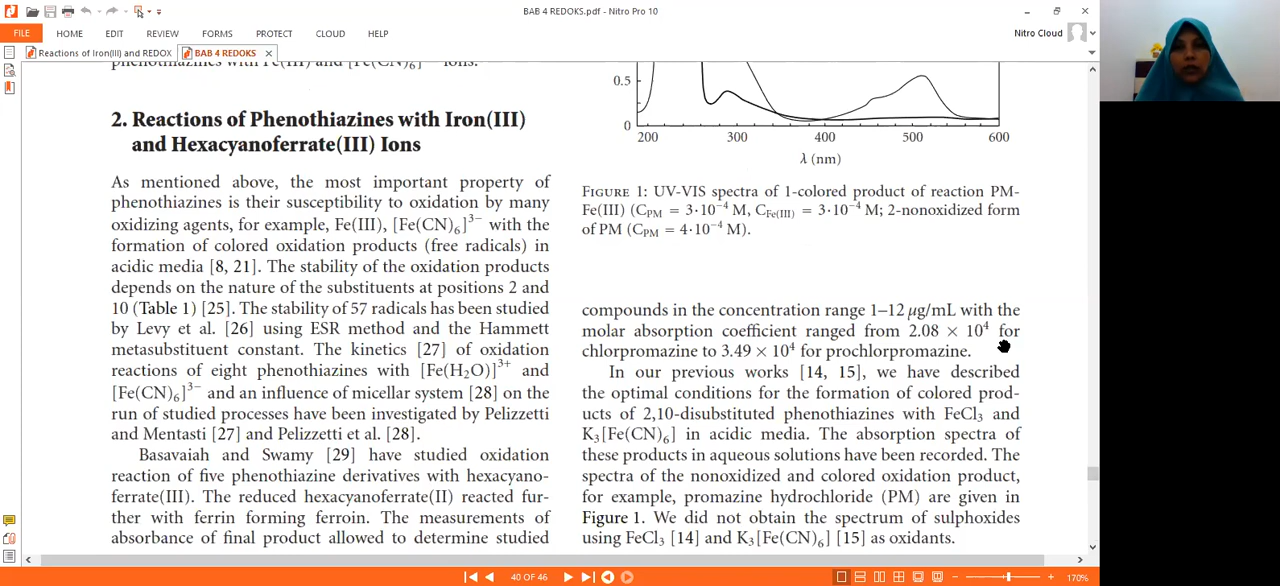 BAB 4 REDOKS.pdf - Nitro Pro 10
FILE HOME EDIT REVIEW FORMS PROTECT CLOUD HELP
Nitro Cloud
Reactions of Iron(III) and REDOX
BAB 4 REDOKS
2. Reactions of Phenothiazines with Iron(III)
and Hexacyanoferrate(III) Ions
As mentioned above, the most important property of
phenothiazines is their susceptibility to oxidation by many
oxidizing agents, for example, Fe(III), [Fe(CN)₆]³⁻ with the
formation of colored oxidation products (free radicals) in
acidic media [8, 21]. The stability of the oxidation products
depends on the nature of the substituents at positions 2 and
10 (Table 1) [25]. The stability of 57 radicals has been studied
by Levy et al. [26] using ESR method and the Hammett
metasubstituent constant. The kinetics [27] of oxidation
reactions of eight phenothiazines with [Fe(H₂O)]³⁺ and
[Fe(CN)₆]³⁻ and an influence of micellar system [28] on the
run of studied processes have been investigated by Pelizzetti
and Mentasti [27] and Pelizzetti et al. [28].
Basavaiah and Swamy [29] have studied oxidation
reaction of five phenothiazine derivatives with hexacyano-
ferrate(III). The reduced hexacyanoferrate(II) reacted fur-
ther with ferrin forming ferroin. The measurements of
absorbance of final product allowed to determine studied
0.5
0
190 300 400 500 600
λ (nm)
Figure 1: UV-VIS spectra of 1-colored product of reaction PM-
Fe(III) (C_PM = 3·10⁻⁴ M, C_Fe(III) = 3·10⁻⁴ M; 2-nonoxidized form
of PM (C_PM = 4·10⁻⁴ M).
compounds in the concentration range 1–12 μg/mL with the
molar absorption coefficient ranged from 2.08 × 10⁴ for
chlorpromazine to 3.49 × 10⁴ for prochlorpromazine.
In our previous works [14, 15], we have described
the optimal conditions for the formation of colored prod-
ucts of 2,10-disubstituted phenothiazines with FeCl₃ and
K₃[Fe(CN)₆] in acidic media. The absorption spectra of
these products in aqueous solutions have been recorded. The
spectra of the nonoxidized and colored oxidation product,
for example, promazine hydrochloride (PM) are given in
Figure 1. We did not obtain the spectrum of sulphoxides
using FeCl₃ [14] and K₃[Fe(CN)₆] [15] as oxidants.
40 OF 46
170%